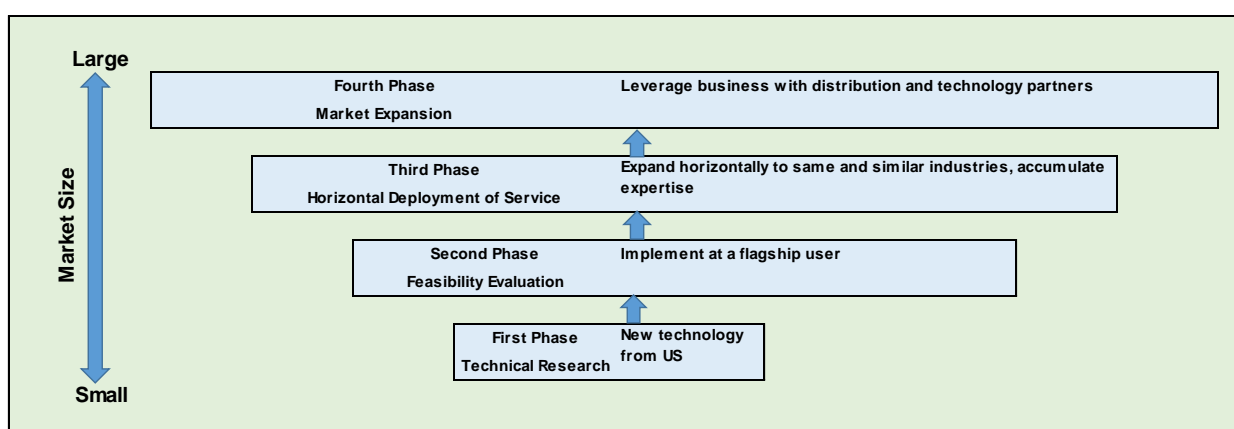 Large
Fourth Phase
Market Expansion
Leverage business with distribution and technology partners
Third Phase
Horizontal Deployment of Service
Expand horizontally to same and similar industries, accumulate
expertise
Market Size
Second Phase
Feasibility Evaluation
Implement at a flagship user
First Phase
Technical Research
New technology
from US
Small